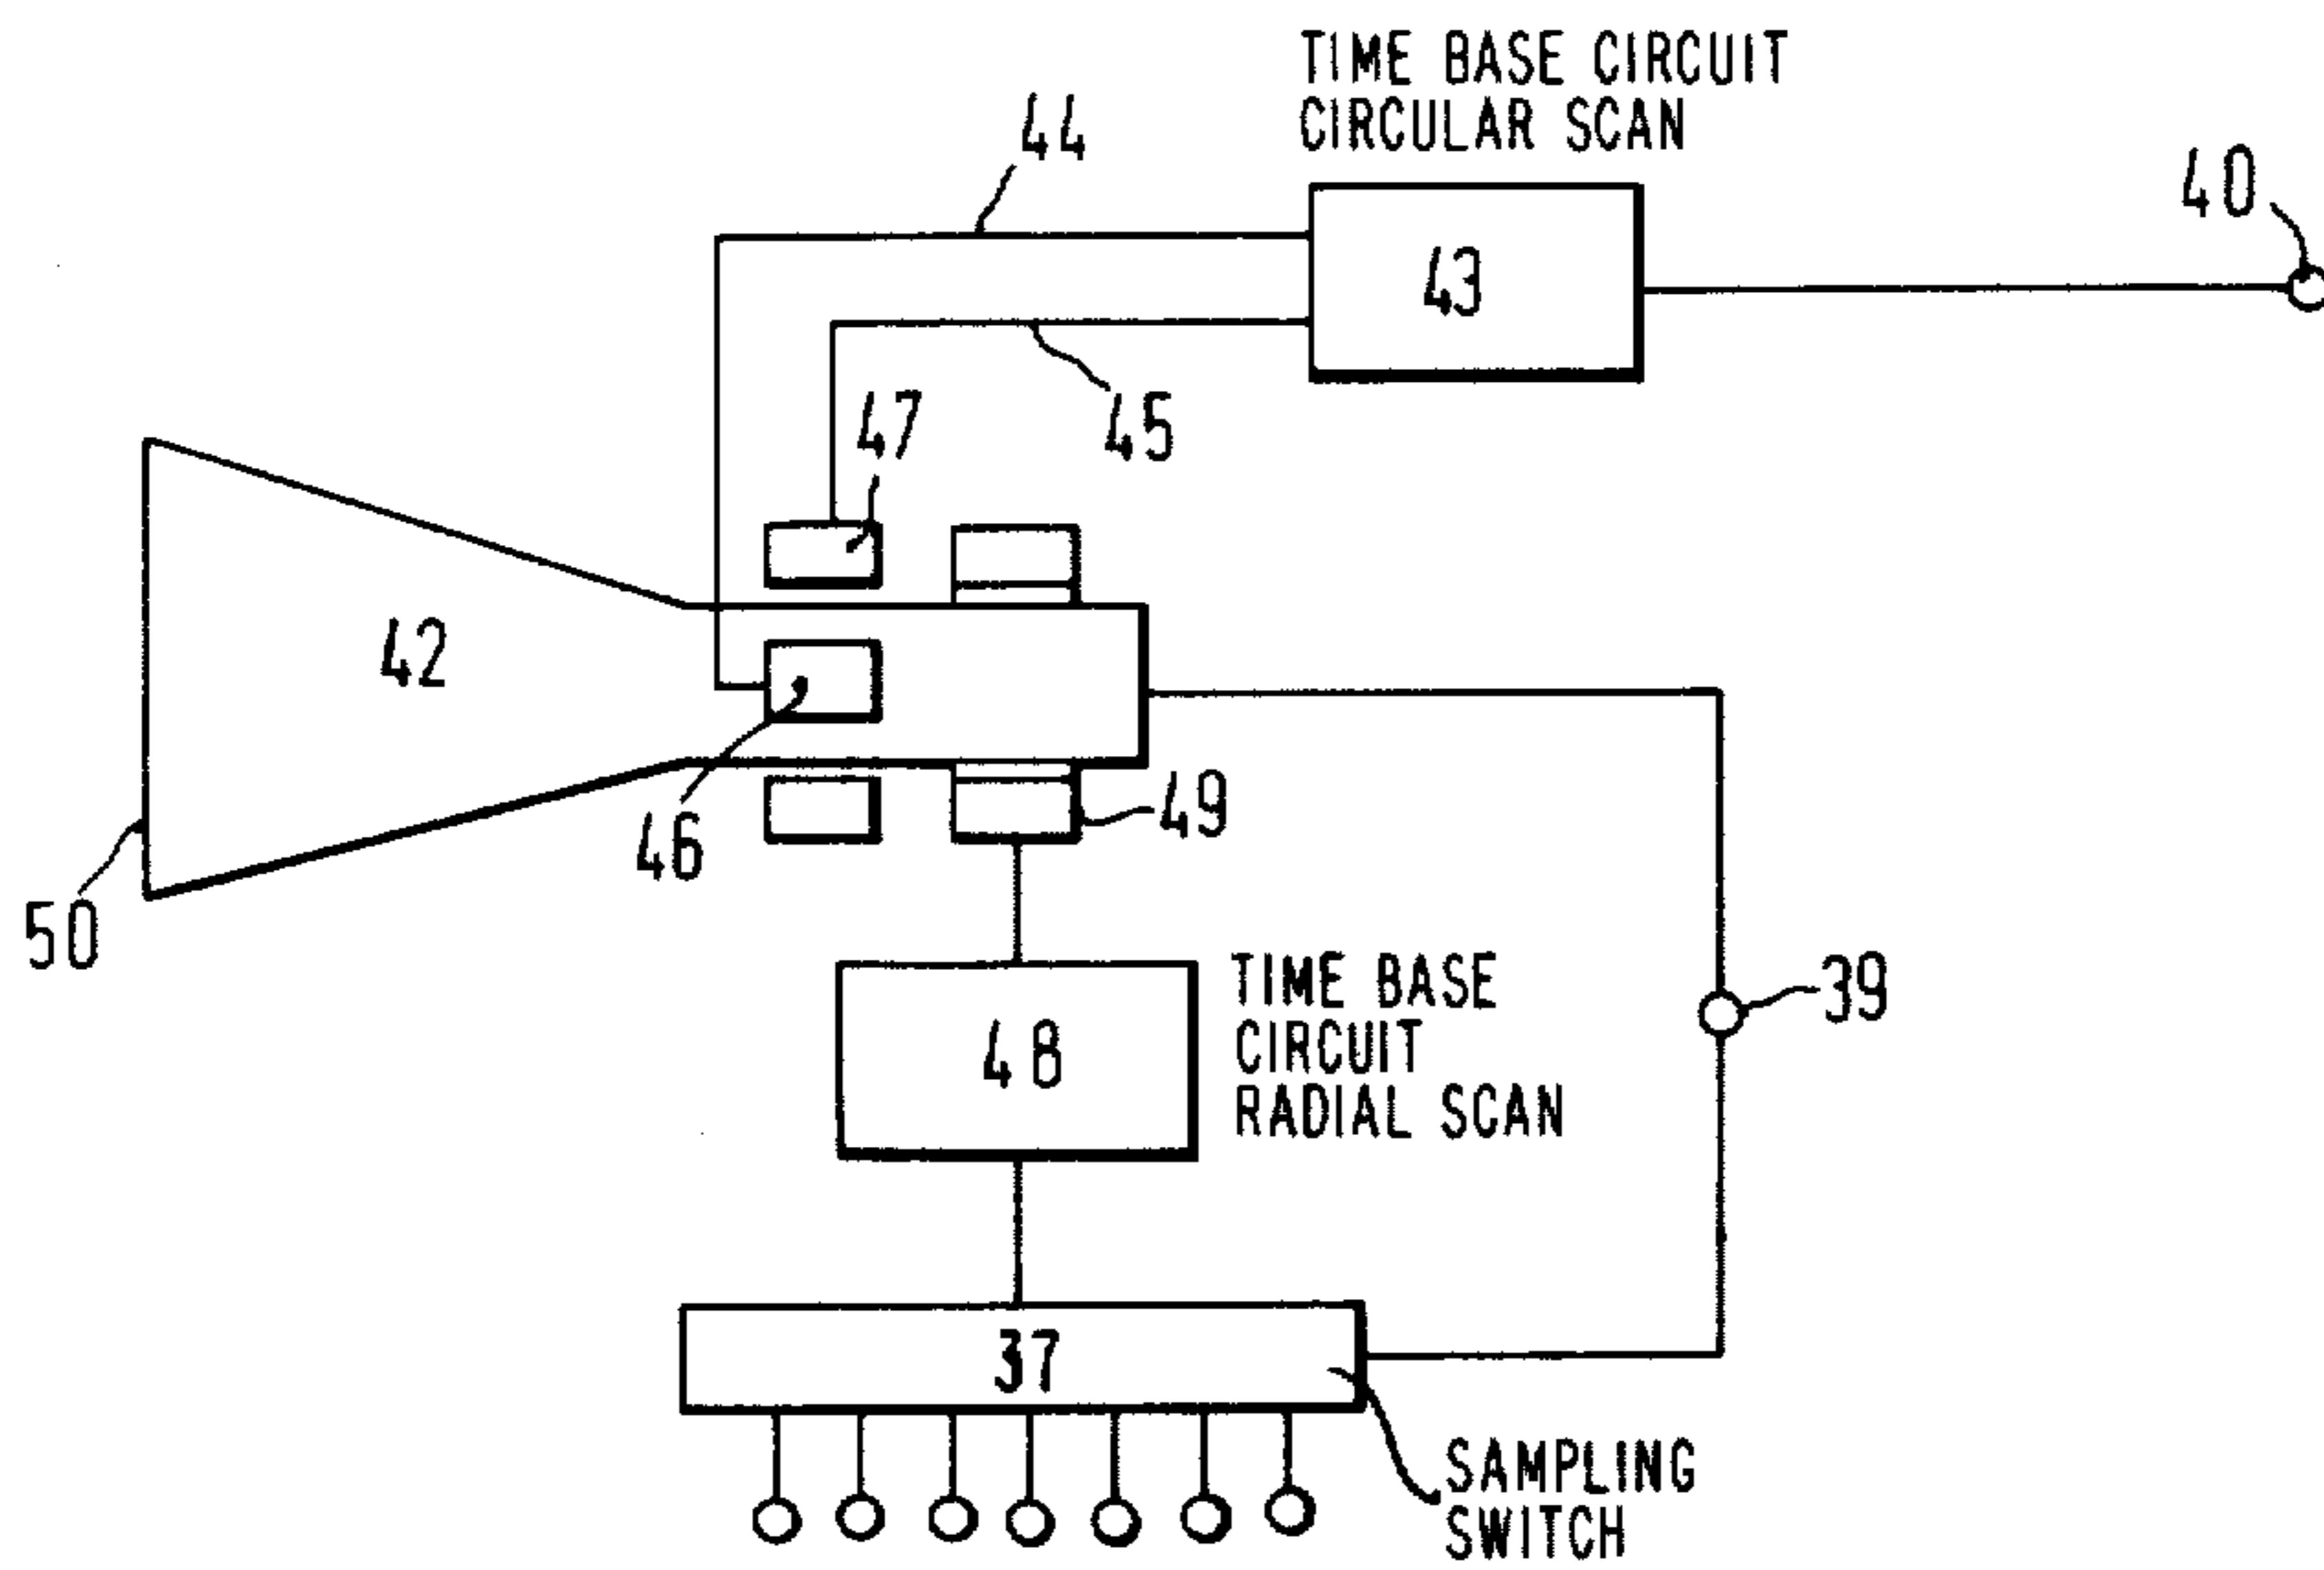 TIME BASE CIRCUIT
CIRCULAR SCAN
44
40
43
47
45
42
46
49
50
TIME BASE
CIRCUIT
RADIAL SCAN
48
39
37
SAMPLING
SWITCH